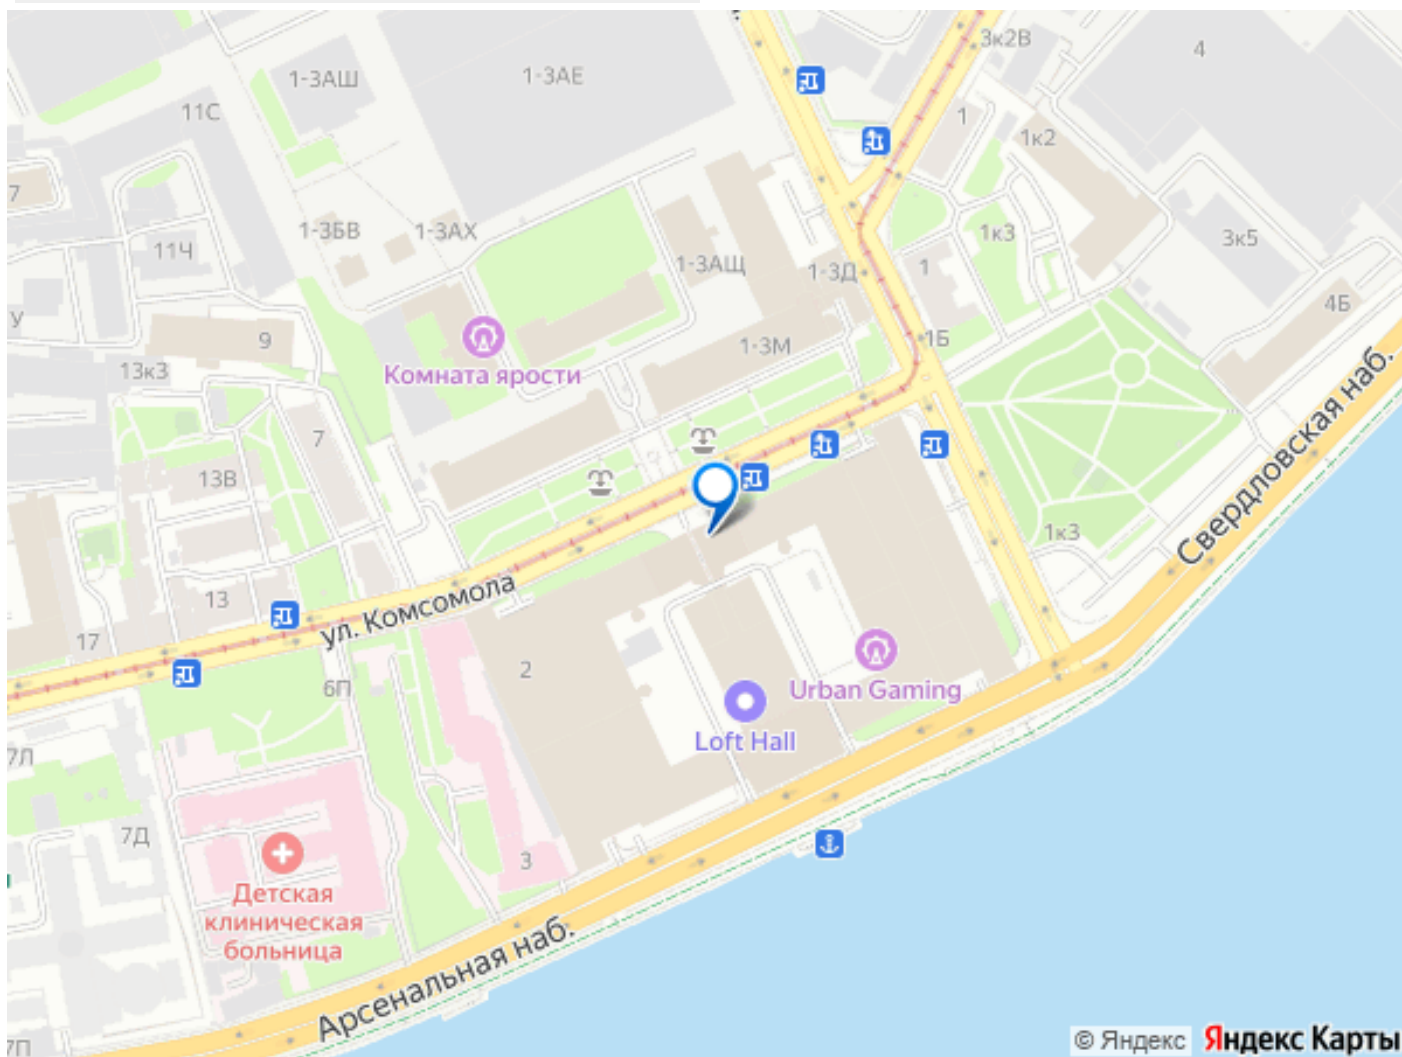 3к2В
4
1-3АШ
1-3АЕ
11С
1
1к2
7
1-3БВ
1-3АХ
11Ч
1-3АЩ
1-3Д
1
1к3
3к5
У
9
4Б
1Б
1-3М
13к3
Комната ярости
7
13В
Свердловская наб.
1к3
ул. Комсомола
13
17
2
6П
Urban Gaming
Loft Hall
7Л
7Д
3
Детская
клиническая
больница
Арсенальная наб.
7П
© Яндекс
Яндекс Карты